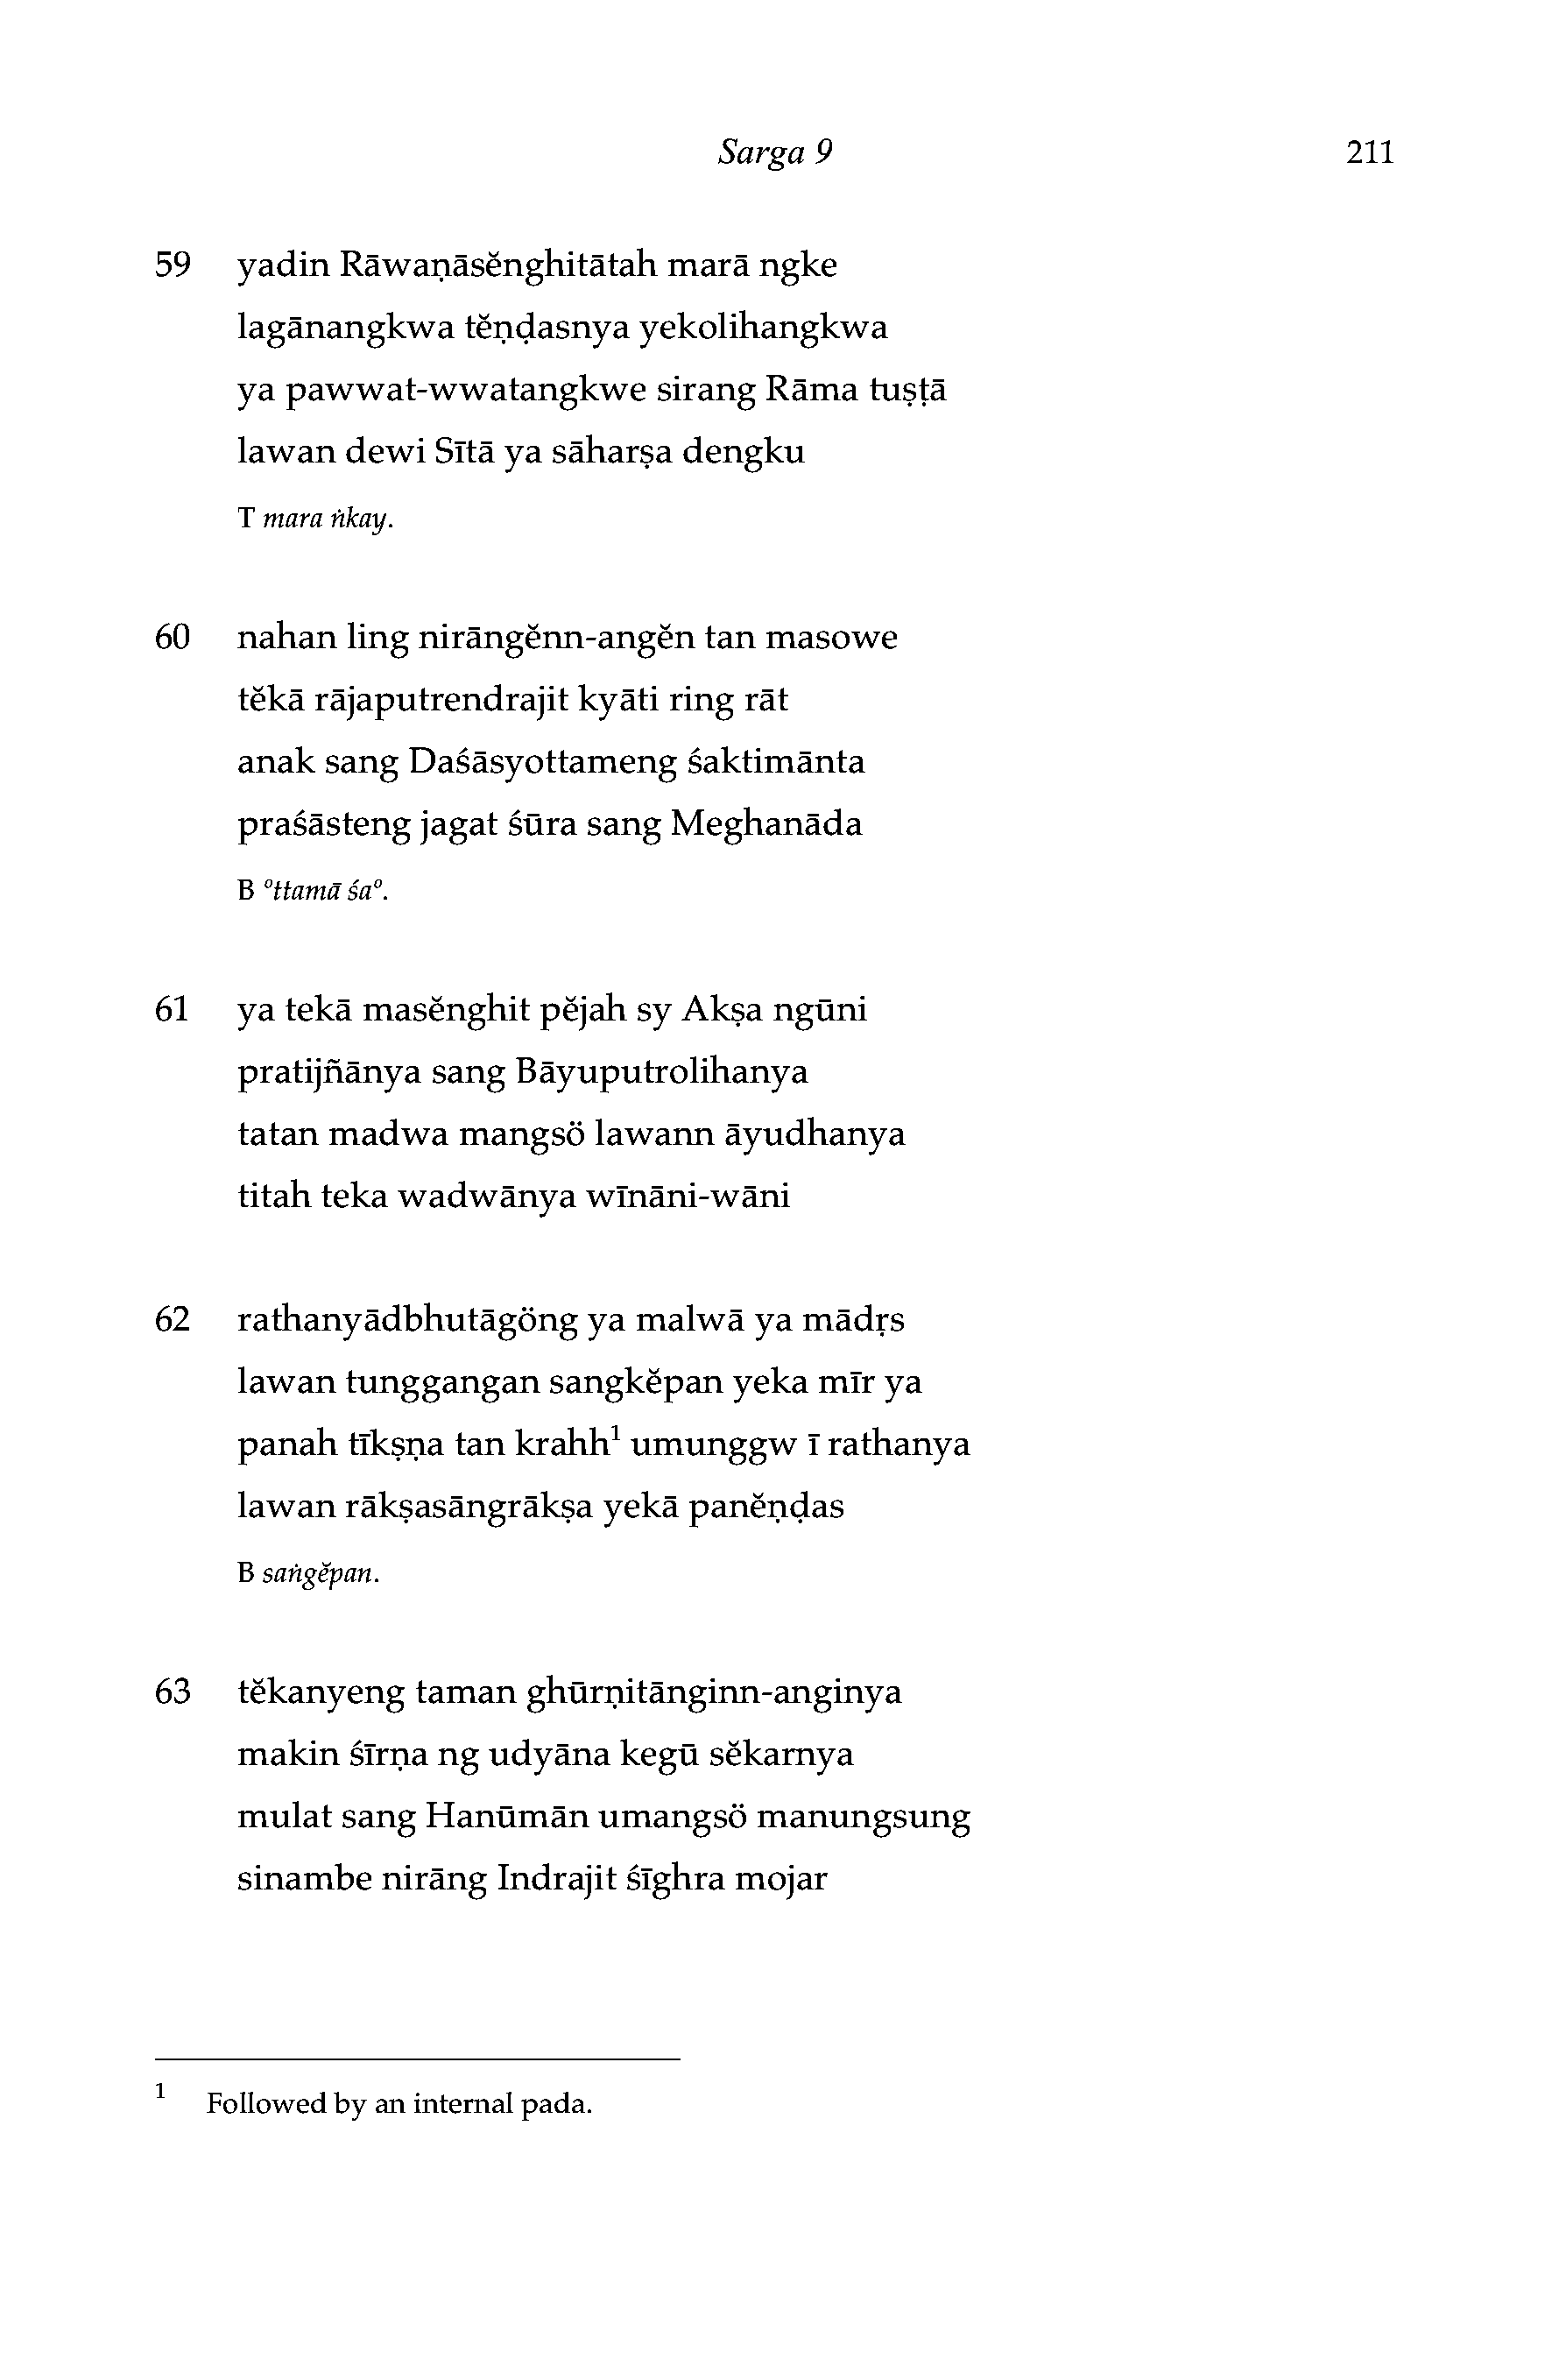 Sarga 9 211
59 yadin Rāwaṇāsĕnghitātah marā ngke
lagānangkwa tĕṇḍasnya yekolihangkwa
ya pawwat-wwatangkwe sirang Rāma tuṣṭā
lawan dewi Sītā ya sāharṣa dengku
T mara ṅkay.
60 nahan ling nirāngĕnn-angĕn tan masowe
tĕkā rājaputrendrajit kyāti ring rāt
anak sang Daśāsyottameng śaktimānta
praśāsteng jagat śūra sang Meghanāda
B °ttamā śa°.
61 ya tekā masĕnghit pĕjah sy Akṣa ngūni
pratijñānya sang Bāyuputrolihanya
tatan madwa mangsö lawann āyudhanya
titah teka wadwānya wīnāni-wāni
62 rathanyādbhutāgöng ya malwā ya mādṛs
lawan tunggangan sangkĕpan yeka mīr ya
panah tīkṣṇa tan krahh¹ umunggw ī rathanya
lawan rākṣasāngrākṣa yekā panĕṇḍas
B saṅgĕpan.
63 tĕkanyeng taman ghūrṇitānginn-anginya
makin śīrṇa ng udyāna kegū sĕkarnya
mulat sang Hanūmān umangsö manungsung
sinambe nirāng Indrajit śīghra mojar
¹ Followed by an internal pada.